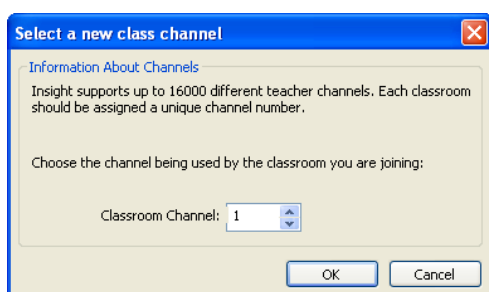 Select a new class channel
Information About Channels
Insight supports up to 16000 different teacher channels. Each classroom
should be assigned a unique channel number.
Choose the channel being used by the classroom you are joining:
Classroom Channel: 1
OK Cancel